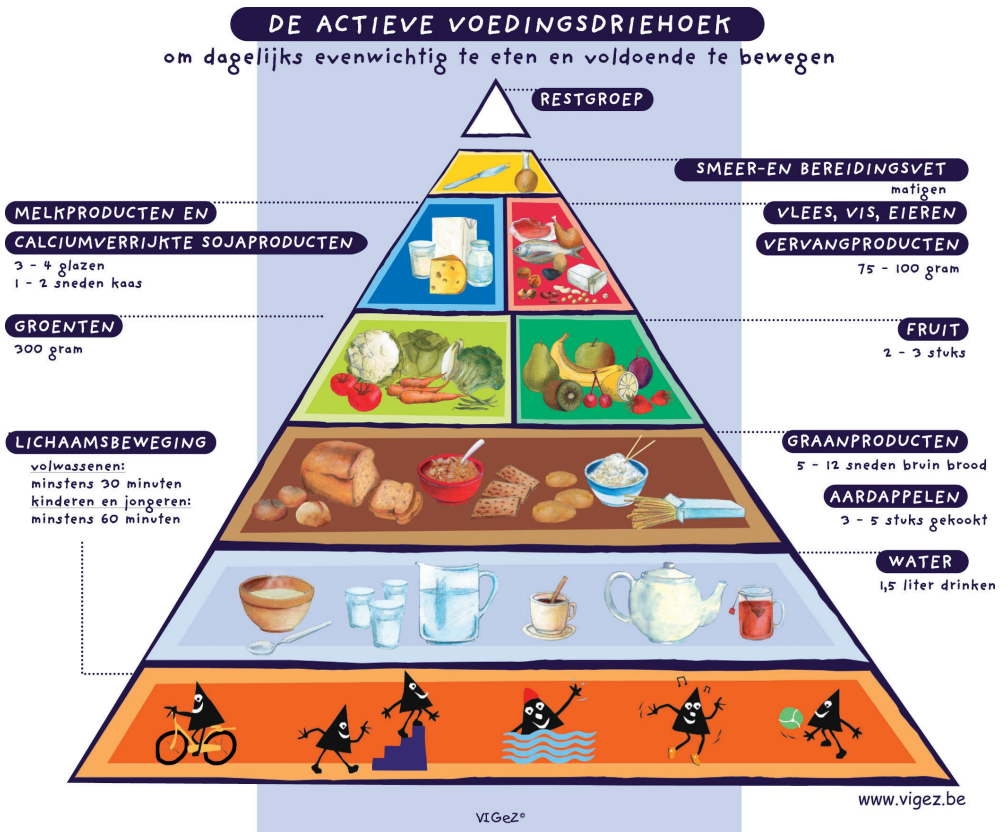 DE ACTIEVE VOEDINGSDRIEHOEK
om dagelijks evenwichtig te eten en voldoende te bewegen
RESTGROEP
SMEER-EN BEREIDINGSVET
matigen
MELKPRODUCTEN EN
CALCIUMVERRIJKTE SOJAPRODUCTEN
3 - 4 glazen
1 - 2 sneden kaas
VLEES, VIS, EIEREN
VERVANGPRODUCTEN
75 - 100 gram
GROENTEN
300 gram
FRUIT
2 - 3 stuks
LICHAAMSBEWEGING
volwassenen:
minstens 30 minuten
kinderen en jongeren:
minstens 60 minuten
GRAANPRODUCTEN
5 - 12 sneden bruin brood
AARDAPPELEN
3 - 5 stuks gekookt
WATER
1,5 liter drinken
www.vigez.be
VIGeZ©